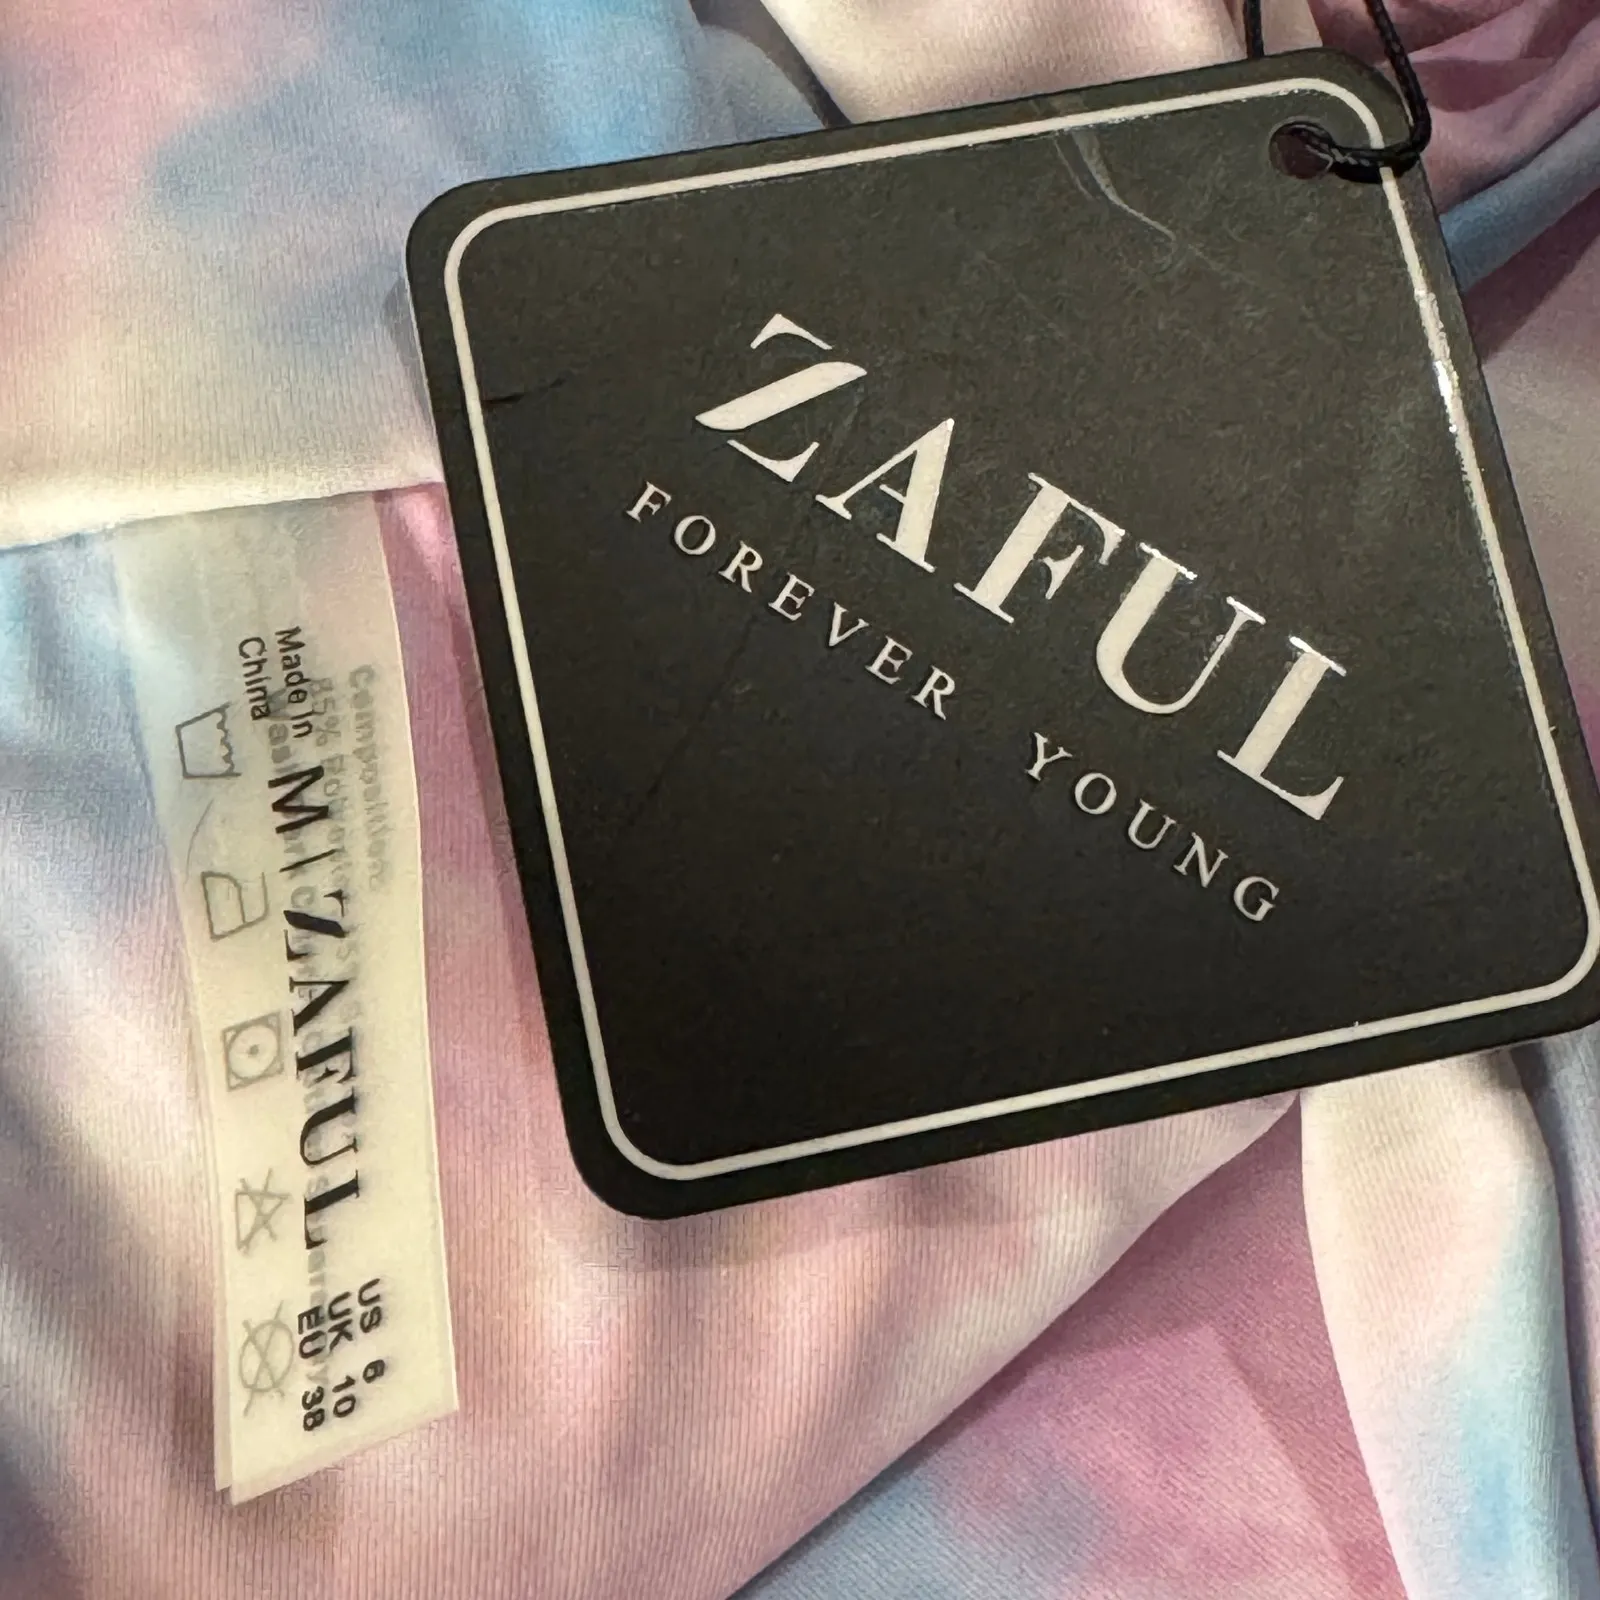 ZAFUL
FOREVER YOUNG
Made in
China
M | ZAFUL
US 6
UK 10
EU 38
Composition: